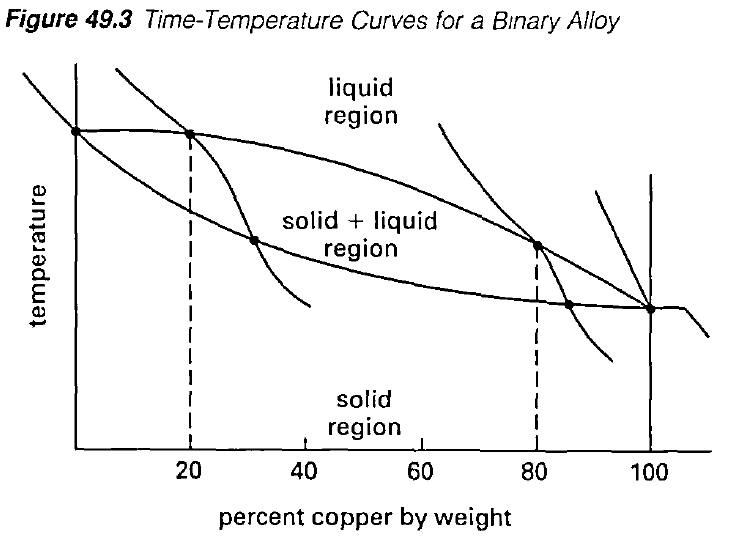 Figure 49.3 Time-Temperature Curves for a Binary Alloy
liquid
region
solid + liquid
region
temperature
solid
region
20 40 60 80 100
percent copper by weight